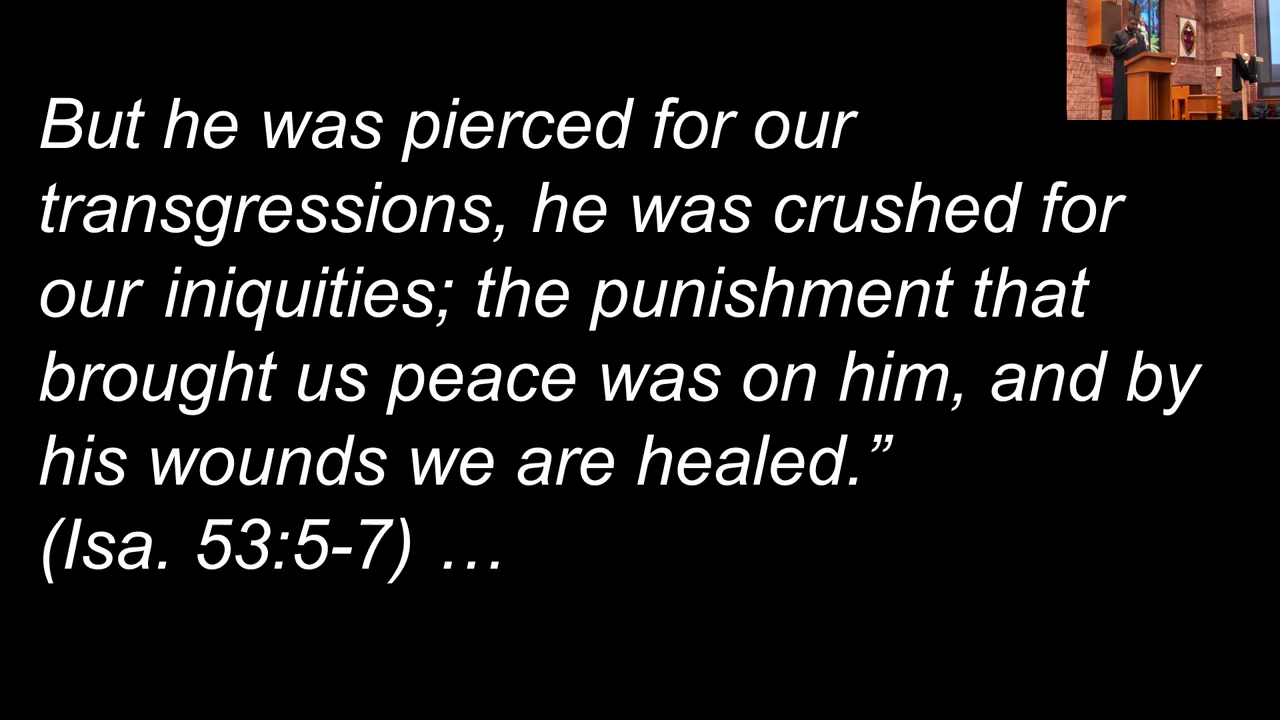 But he was pierced for our
transgressions, he was crushed for
our iniquities; the punishment that
brought us peace was on him, and by
his wounds we are healed.”
(Isa. 53:5-7) …